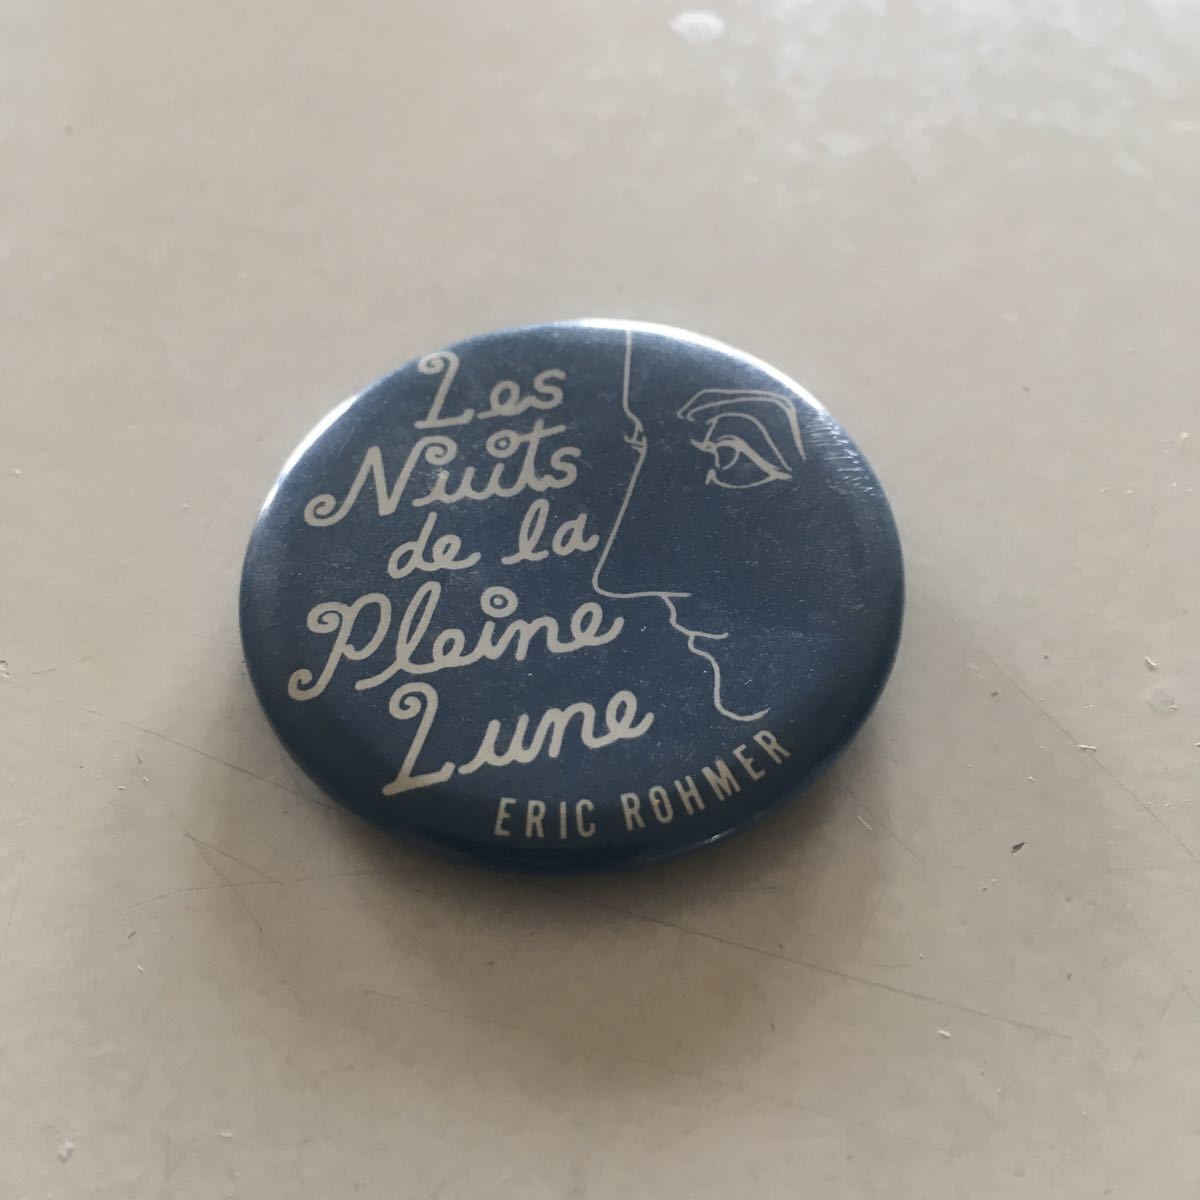 Les
Nuits
de la
Pleine
Lune
ERIC ROHMER